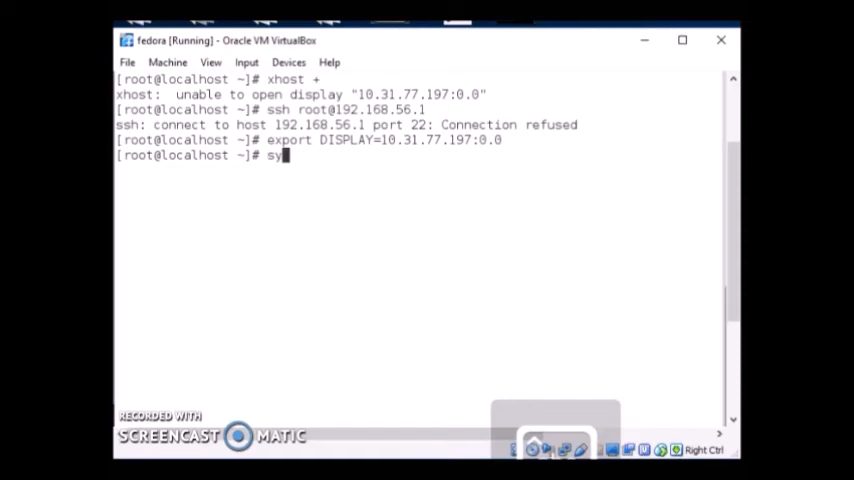 fedora [Running] - Oracle VM VirtualBox
File Machine View Input Devices Help
[root@localhost ~]# xhost +
xhost: unable to open display "10.31.77.197:0.0"
[root@localhost ~]# ssh root@192.168.56.1
ssh: connect to host 192.168.56.1 port 22: Connection refused
[root@localhost ~]# export DISPLAY=10.31.77.197:0.0
[root@localhost ~]# sy
RECORDED WITH
SCREENCAST MATIC
Right Ctrl